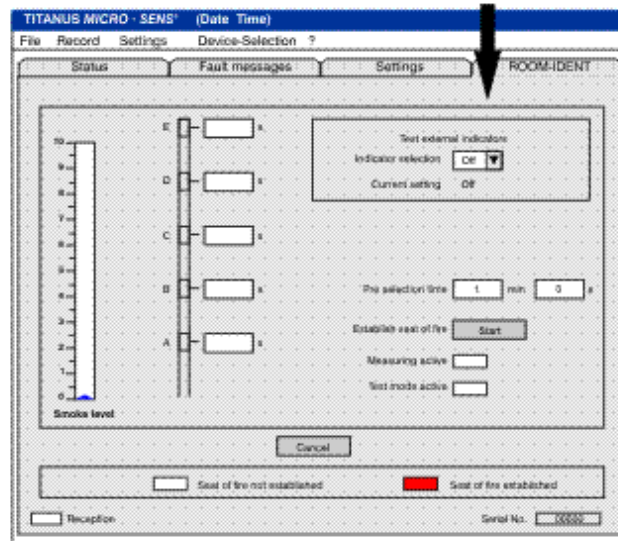 TITANUS MICRO · SENS® (Date Time)
File Record Settings Device-Selection ?
Status Fault messages Settings ROOM-IDENT
Test external indicators
Indicator selection Off
Current setting Off
E s
D s
C s
B s
A s
10
9
8
7
6
5
4
3
2
1
0
Smoke level
Pre selection time 1 min 0 s
Establish seat of fire Start
Measuring active
Test mode active
Cancel
Seat of fire not established Seat of fire established
Reception Serial No. 00000